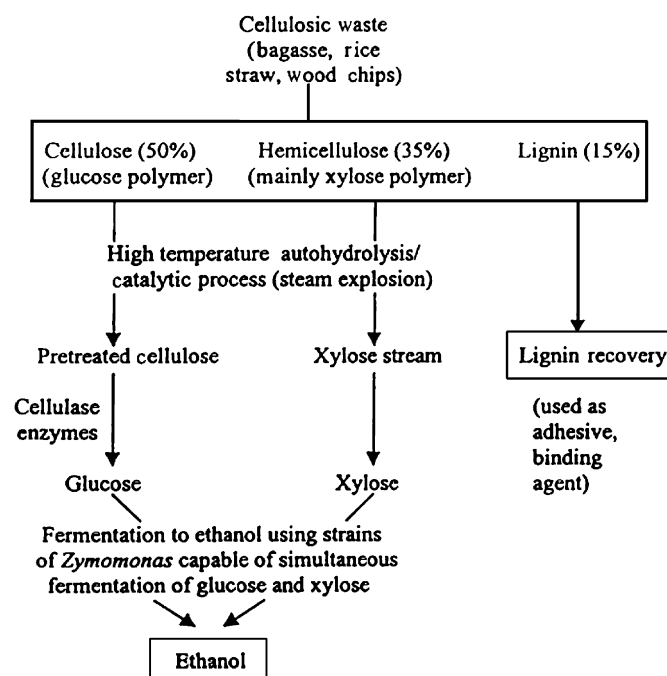 Cellulosic waste
(bagasse, rice
straw, wood chips)
Cellulose (50%)
(glucose polymer)
Hemicellulose (35%)
(mainly xylose polymer)
Lignin (15%)
High temperature autohydrolysis/
catalytic process (steam explosion)
Pretreated cellulose
Xylose stream
Lignin recovery
Cellulase
enzymes
(used as
adhesive,
binding
agent)
Glucose
Xylose
Fermentation to ethanol using strains
of Zymomonas capable of simultaneous
fermentation of glucose and xylose
Ethanol